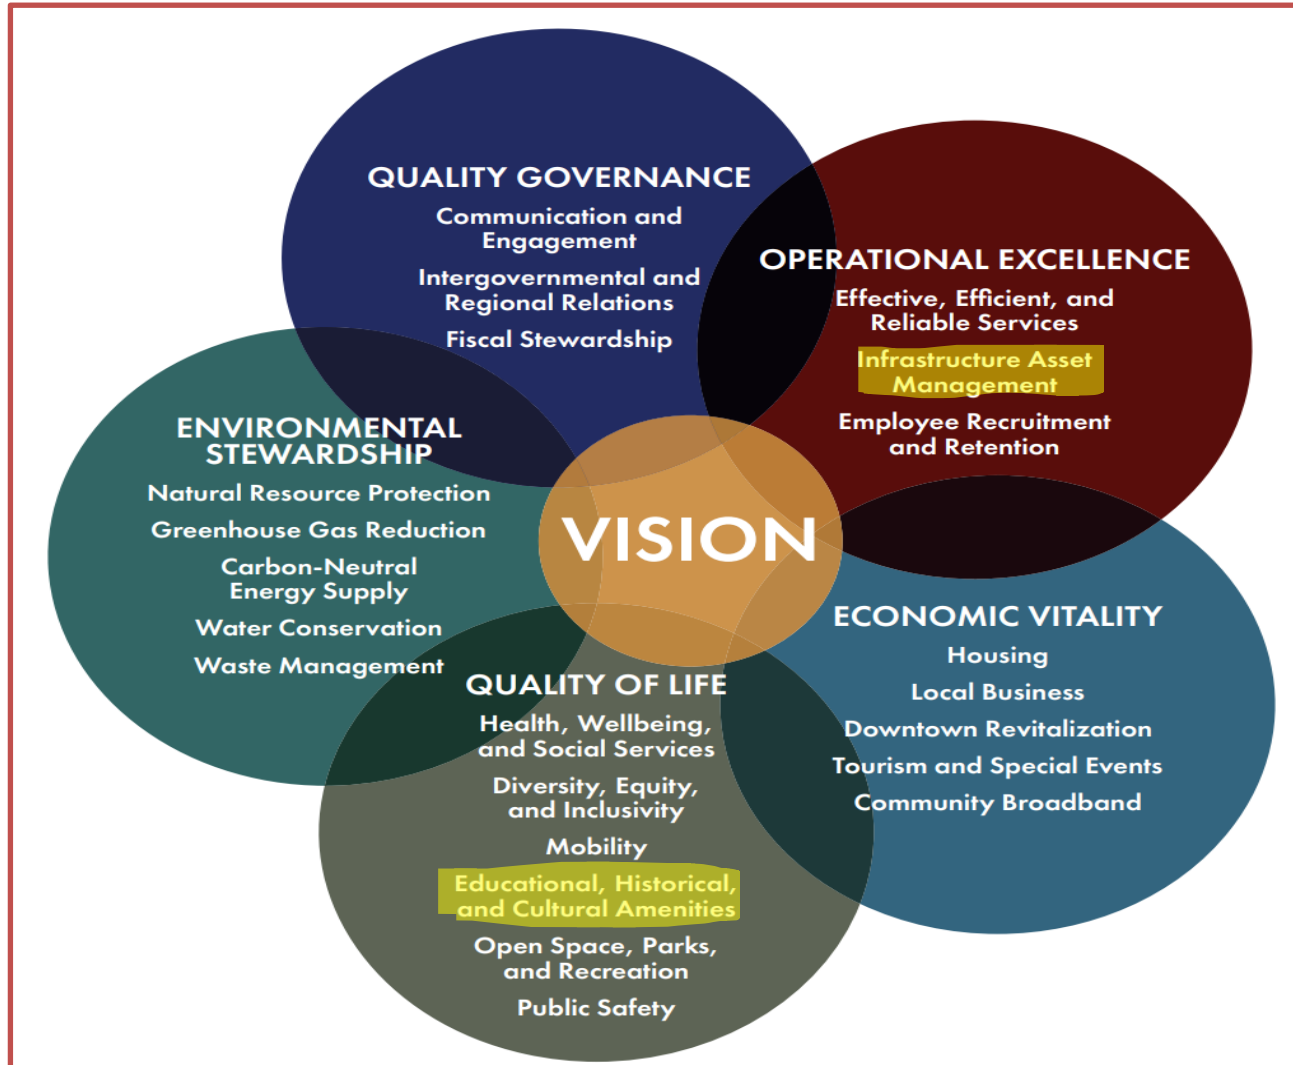 QUALITY GOVERNANCE
Communication and
Engagement
Intergovernmental and
Regional Relations
Fiscal Stewardship
OPERATIONAL EXCELLENCE
Effective, Efficient, and
Reliable Services
Infrastructure Asset
Management
Employee Recruitment
and Retention
ENVIRONMENTAL
STEWARDSHIP
Natural Resource Protection
Greenhouse Gas Reduction
Carbon-Neutral
Energy Supply
Water Conservation
Waste Management
VISION
ECONOMIC VITALITY
Housing
Local Business
Downtown Revitalization
Tourism and Special Events
Community Broadband
QUALITY OF LIFE
Health, Wellbeing,
and Social Services
Diversity, Equity,
and Inclusivity
Mobility
Educational, Historical,
and Cultural Amenities
Open Space, Parks,
and Recreation
Public Safety